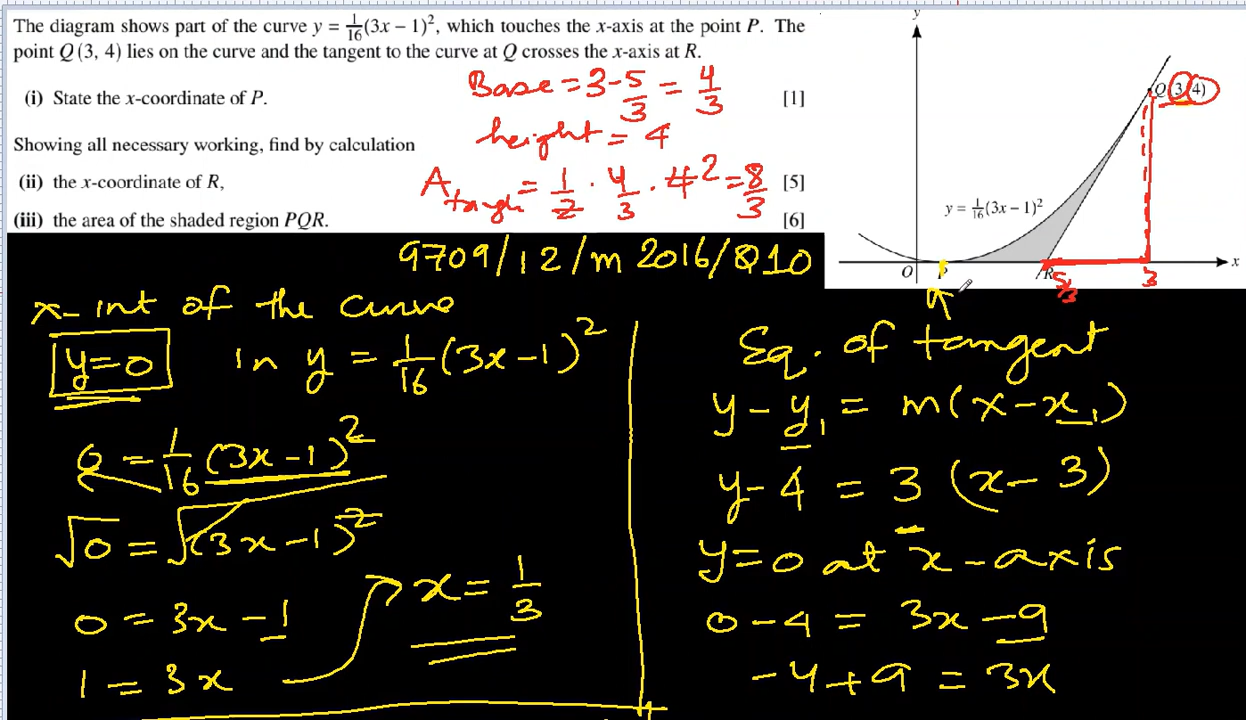 The diagram shows part of the curve y = 1/16(3x − 1)², which touches the x-axis at the point P. The
point Q (3, 4) lies on the curve and the tangent to the curve at Q crosses the x-axis at R.
(i) State the x-coordinate of P. [1]
Showing all necessary working, find by calculation
(ii) the x-coordinate of R, [5]
(iii) the area of the shaded region PQR. [6]
Base = 3 - 5/3 = 4/3
height = 4
A tangle = 1/2 · 4/3 · 4 2 = 8/3
y
Q (3, 4)
y = 1/16(3x − 1)²
O P R x
5/3 3
9709/12/m 2016/Q10
x- int of the curve
y=0 in y = 1/16 (3x-1)²
0 = 1/16 (3x-1)²
√0 = √(3x-1)²
0 = 3x - 1
1 = 3x
x = 1/3
Eq. of tangent
y - y₁ = m(x - x₁)
y - 4 = 3 (x - 3)
y=0 at x - axis
0 - 4 = 3x - 9
-4 + 9 = 3x